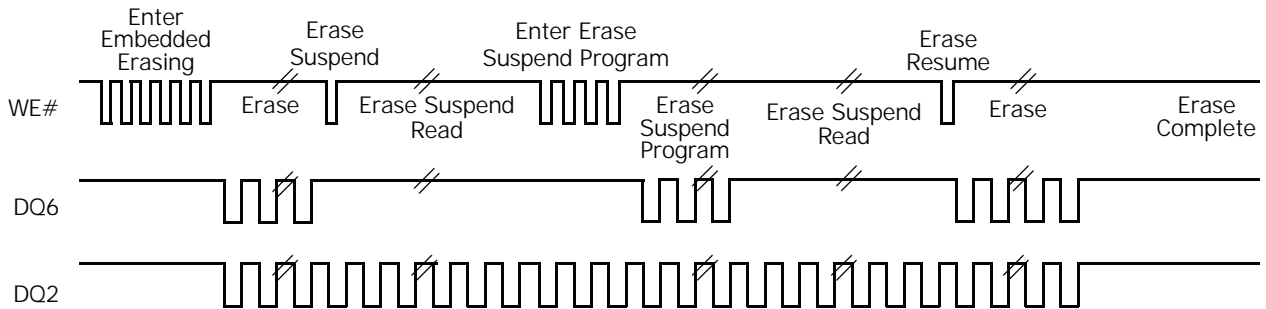 Enter
Embedded
Erasing
Erase
Suspend
Enter Erase
Suspend Program
Erase
Resume
WE#
Erase
Erase Suspend
Read
Erase
Suspend
Program
Erase Suspend
Read
Erase
Erase
Complete
DQ6
DQ2